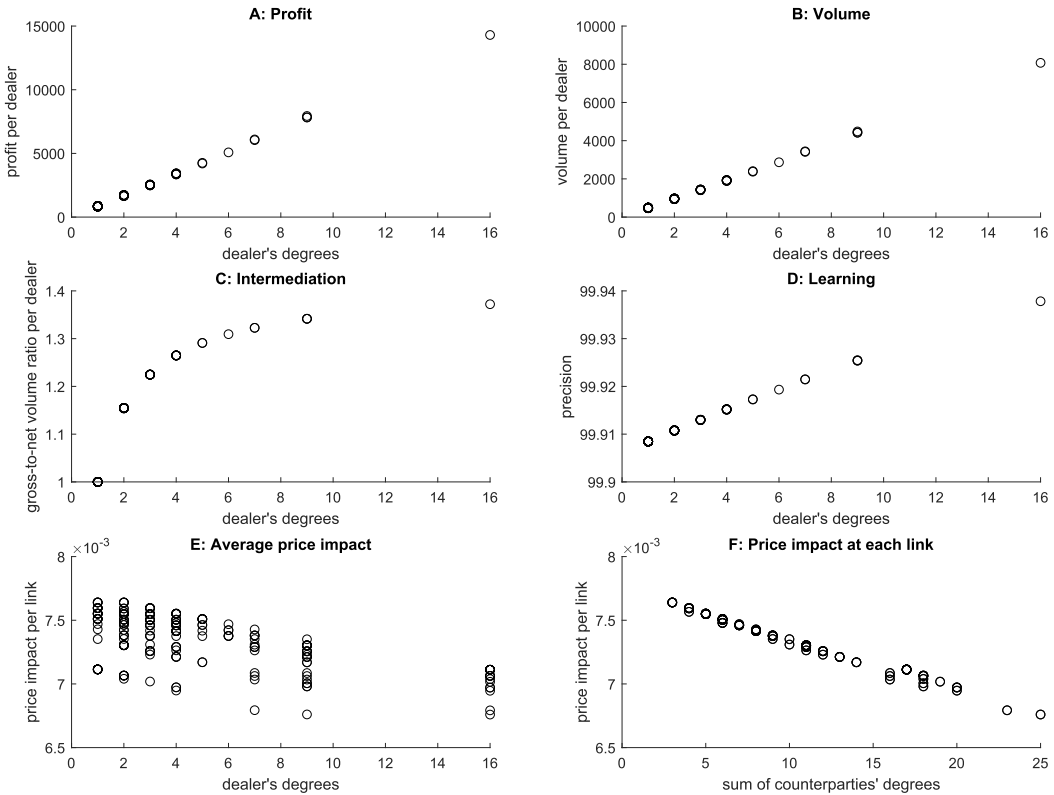 A: Profit
15000
10000
5000
0
profit per dealer
0 2 4 6 8 10 12 14 16
dealer's degrees
B: Volume
10000
8000
6000
4000
2000
0
volume per dealer
0 2 4 6 8 10 12 14 16
dealer's degrees
C: Intermediation
1.4
1.3
1.2
1.1
1
gross-to-net volume ratio per dealer
0 2 4 6 8 10 12 14 16
dealer's degrees
D: Learning
99.94
99.93
99.92
99.91
99.9
precision
0 2 4 6 8 10 12 14 16
dealer's degrees
E: Average price impact
×10⁻³
8
7.5
7
6.5
price impact per link
0 2 4 6 8 10 12 14 16
dealer's degrees
F: Price impact at each link
×10⁻³
8
7.5
7
6.5
price impact per link
0 5 10 15 20 25
sum of counterparties' degrees